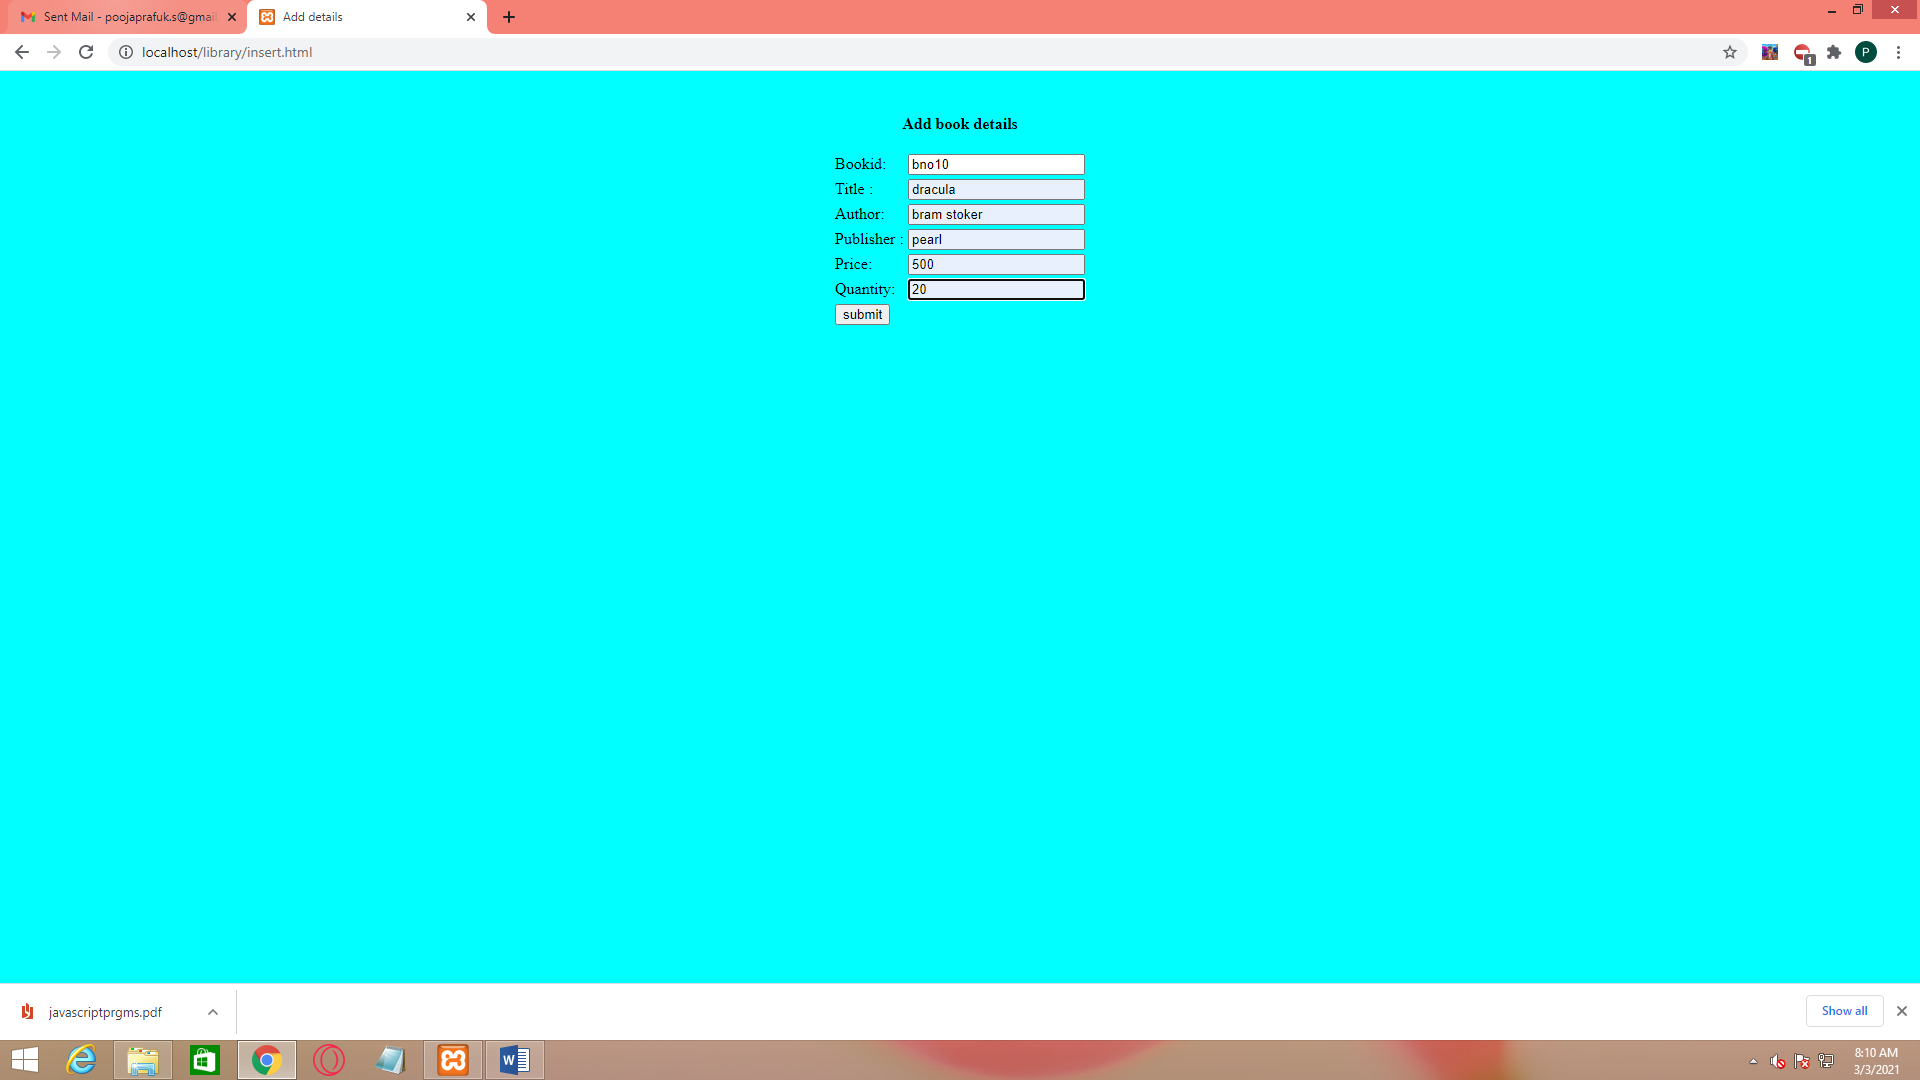 Sent Mail - poojaprafuk.s@gmai
Add details
localhost/library/insert.html
P
1
Add book details
Bookid: bno10
Title : dracula
Author: bram stoker
Publisher : pearl
Price: 500
Quantity: 20
submit
javascriptprgms.pdf
Show all
8:10 AM
3/3/2021